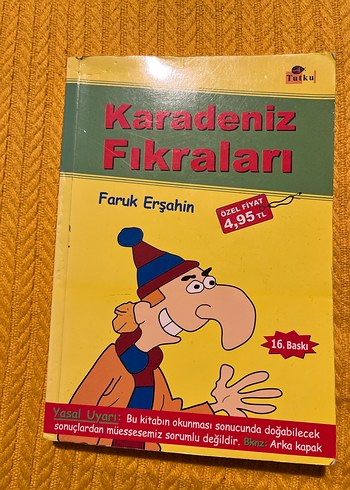 Tutku
Karadeniz
Fıkraları
Faruk Erşahin
ÖZEL FİYAT
4,95 TL
16. Baskı
Yasal Uyarı: Bu kitabın okunması sonucunda doğabilecek
sonuçlardan müessesemiz sorumlu değildir. Bknz: Arka kapak